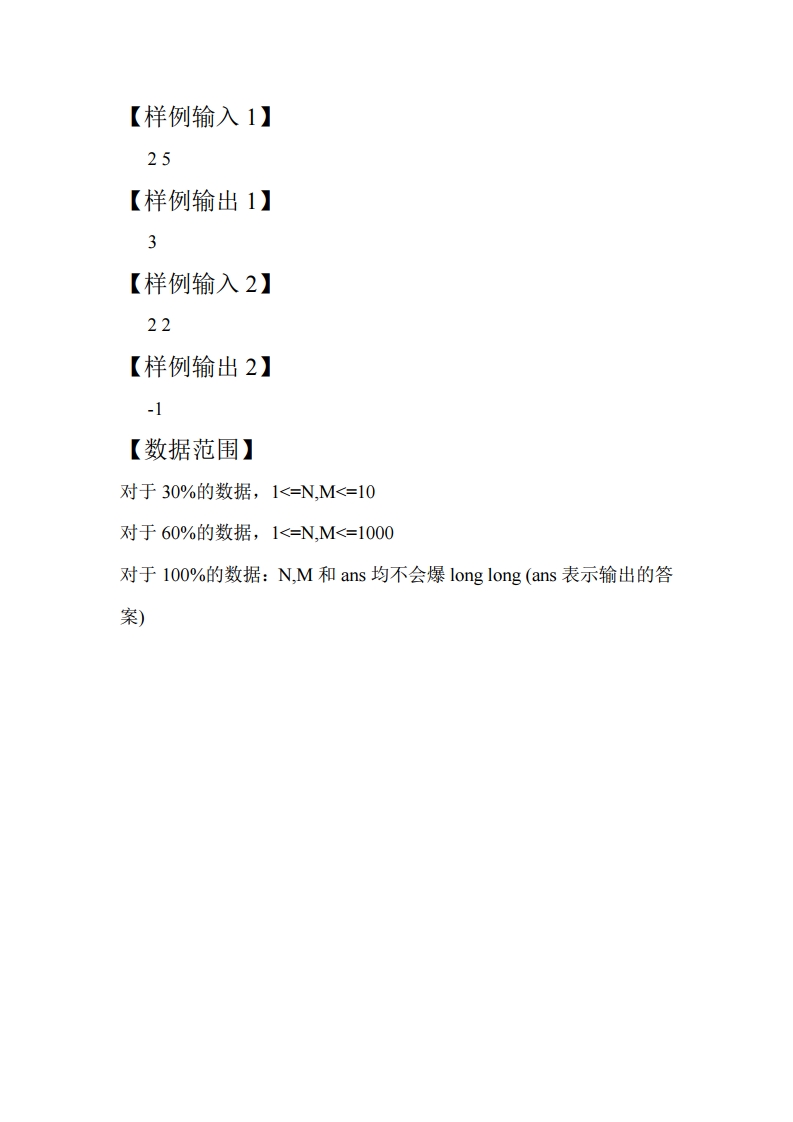 【样例输入 1】
2 5
【样例输出 1】
3
【样例输入 2】
2 2
【样例输出 2】
-1
【数据范围】
对于 30%的数据，1<=N,M<=10
对于 60%的数据，1<=N,M<=1000
对于 100%的数据：N,M 和 ans 均不会爆 long long (ans 表示输出的答
案)